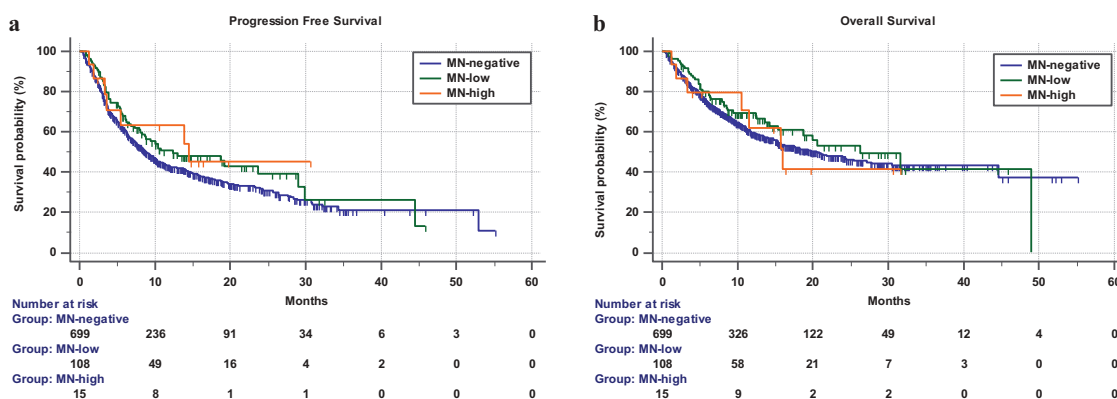 a
Progression Free Survival
Survival probability (%)
100
80
60
40
20
0
MN-negative
MN-low
MN-high
0 10 20 30 40 50 60
Months
Number at risk
Group: MN-negative
699 236 91 34 6 3 0
Group: MN-low
108 49 16 4 2 0 0
Group: MN-high
15 8 1 1 0 0 0
b
Overall Survival
Survival probability (%)
100
80
60
40
20
0
MN-negative
MN-low
MN-high
0 10 20 30 40 50 60
Months
Number at risk
Group: MN-negative
699 326 122 49 12 4 0
Group: MN-low
108 58 21 7 3 0 0
Group: MN-high
15 9 2 2 0 0 0